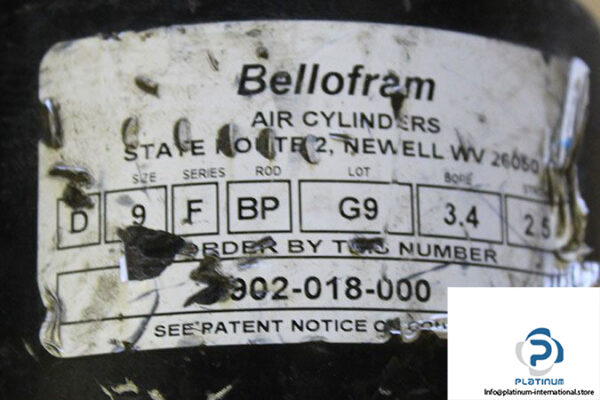 Bellofram
AIR CYLINDERS
STATE ROUTE 2, NEWELL WV 26050
SIZE SERIES ROD LOT BORE
D 9 F BP G9 3.4 2.5
ORDER BY THIS NUMBER
902-018-000
SEE PATENT NOTICE ON
PLATINUM
info@platinum-international.store